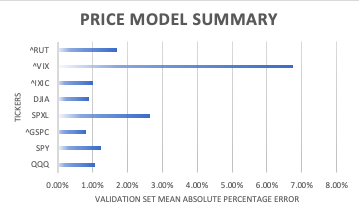 PRICE MODEL SUMMARY
TICKERS
^RUT
^VIX
^IXIC
DJIA
SPXL
^GSPC
SPY
QQQ
0.00% 1.00% 2.00% 3.00% 4.00% 5.00% 6.00% 7.00% 8.00%
VALIDATION SET MEAN ABSOLUTE PERCENTAGE ERROR